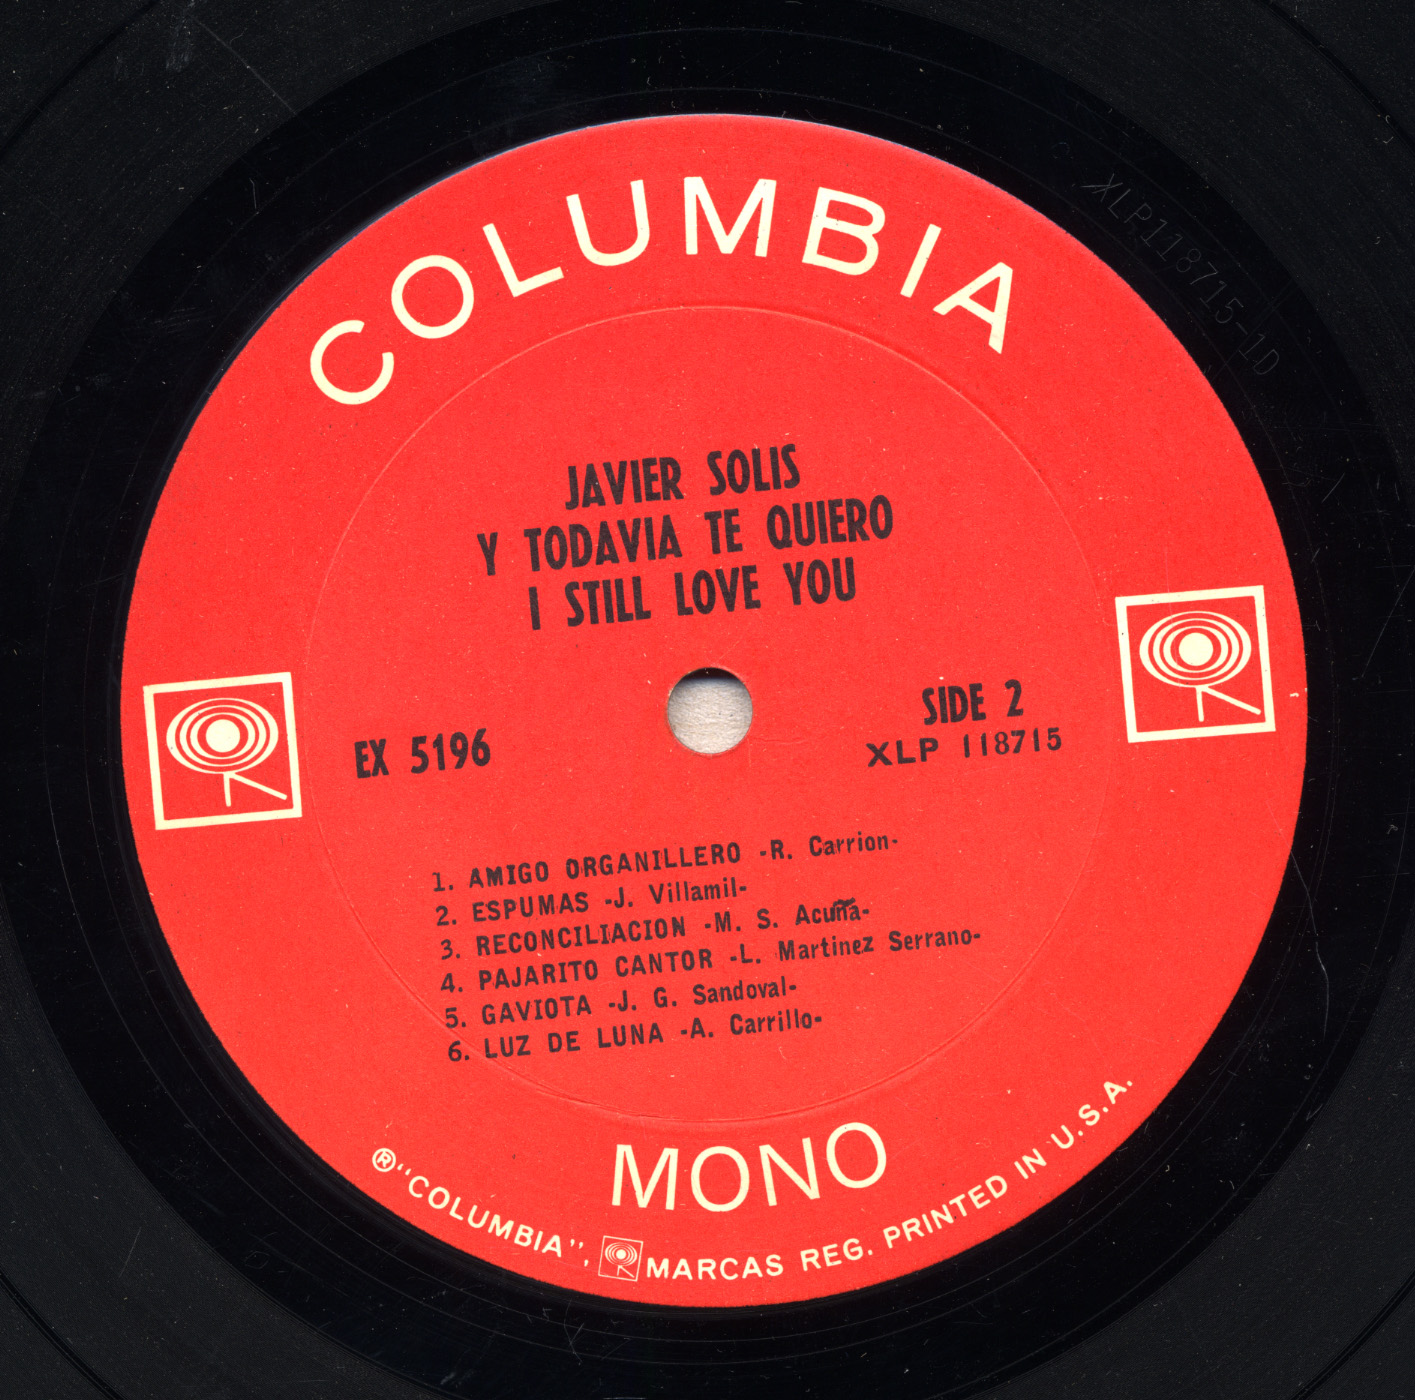 COLUMBIA
XLP118715-1D
JAVIER SOLIS
Y TODAVIA TE QUIERO
I STILL LOVE YOU
EX 5196
SIDE 2
XLP 118715
1. AMIGO ORGANILLERO -R. Carrion-
2. ESPUMAS -J. Villamil-
3. RECONCILIACION -M. S. Acuña-
4. PAJARITO CANTOR -L. Martinez Serrano-
5. GAVIOTA -J. G. Sandoval-
6. LUZ DE LUNA -A. Carrillo-
MONO
®"COLUMBIA", MARCAS REG. PRINTED IN U.S.A.